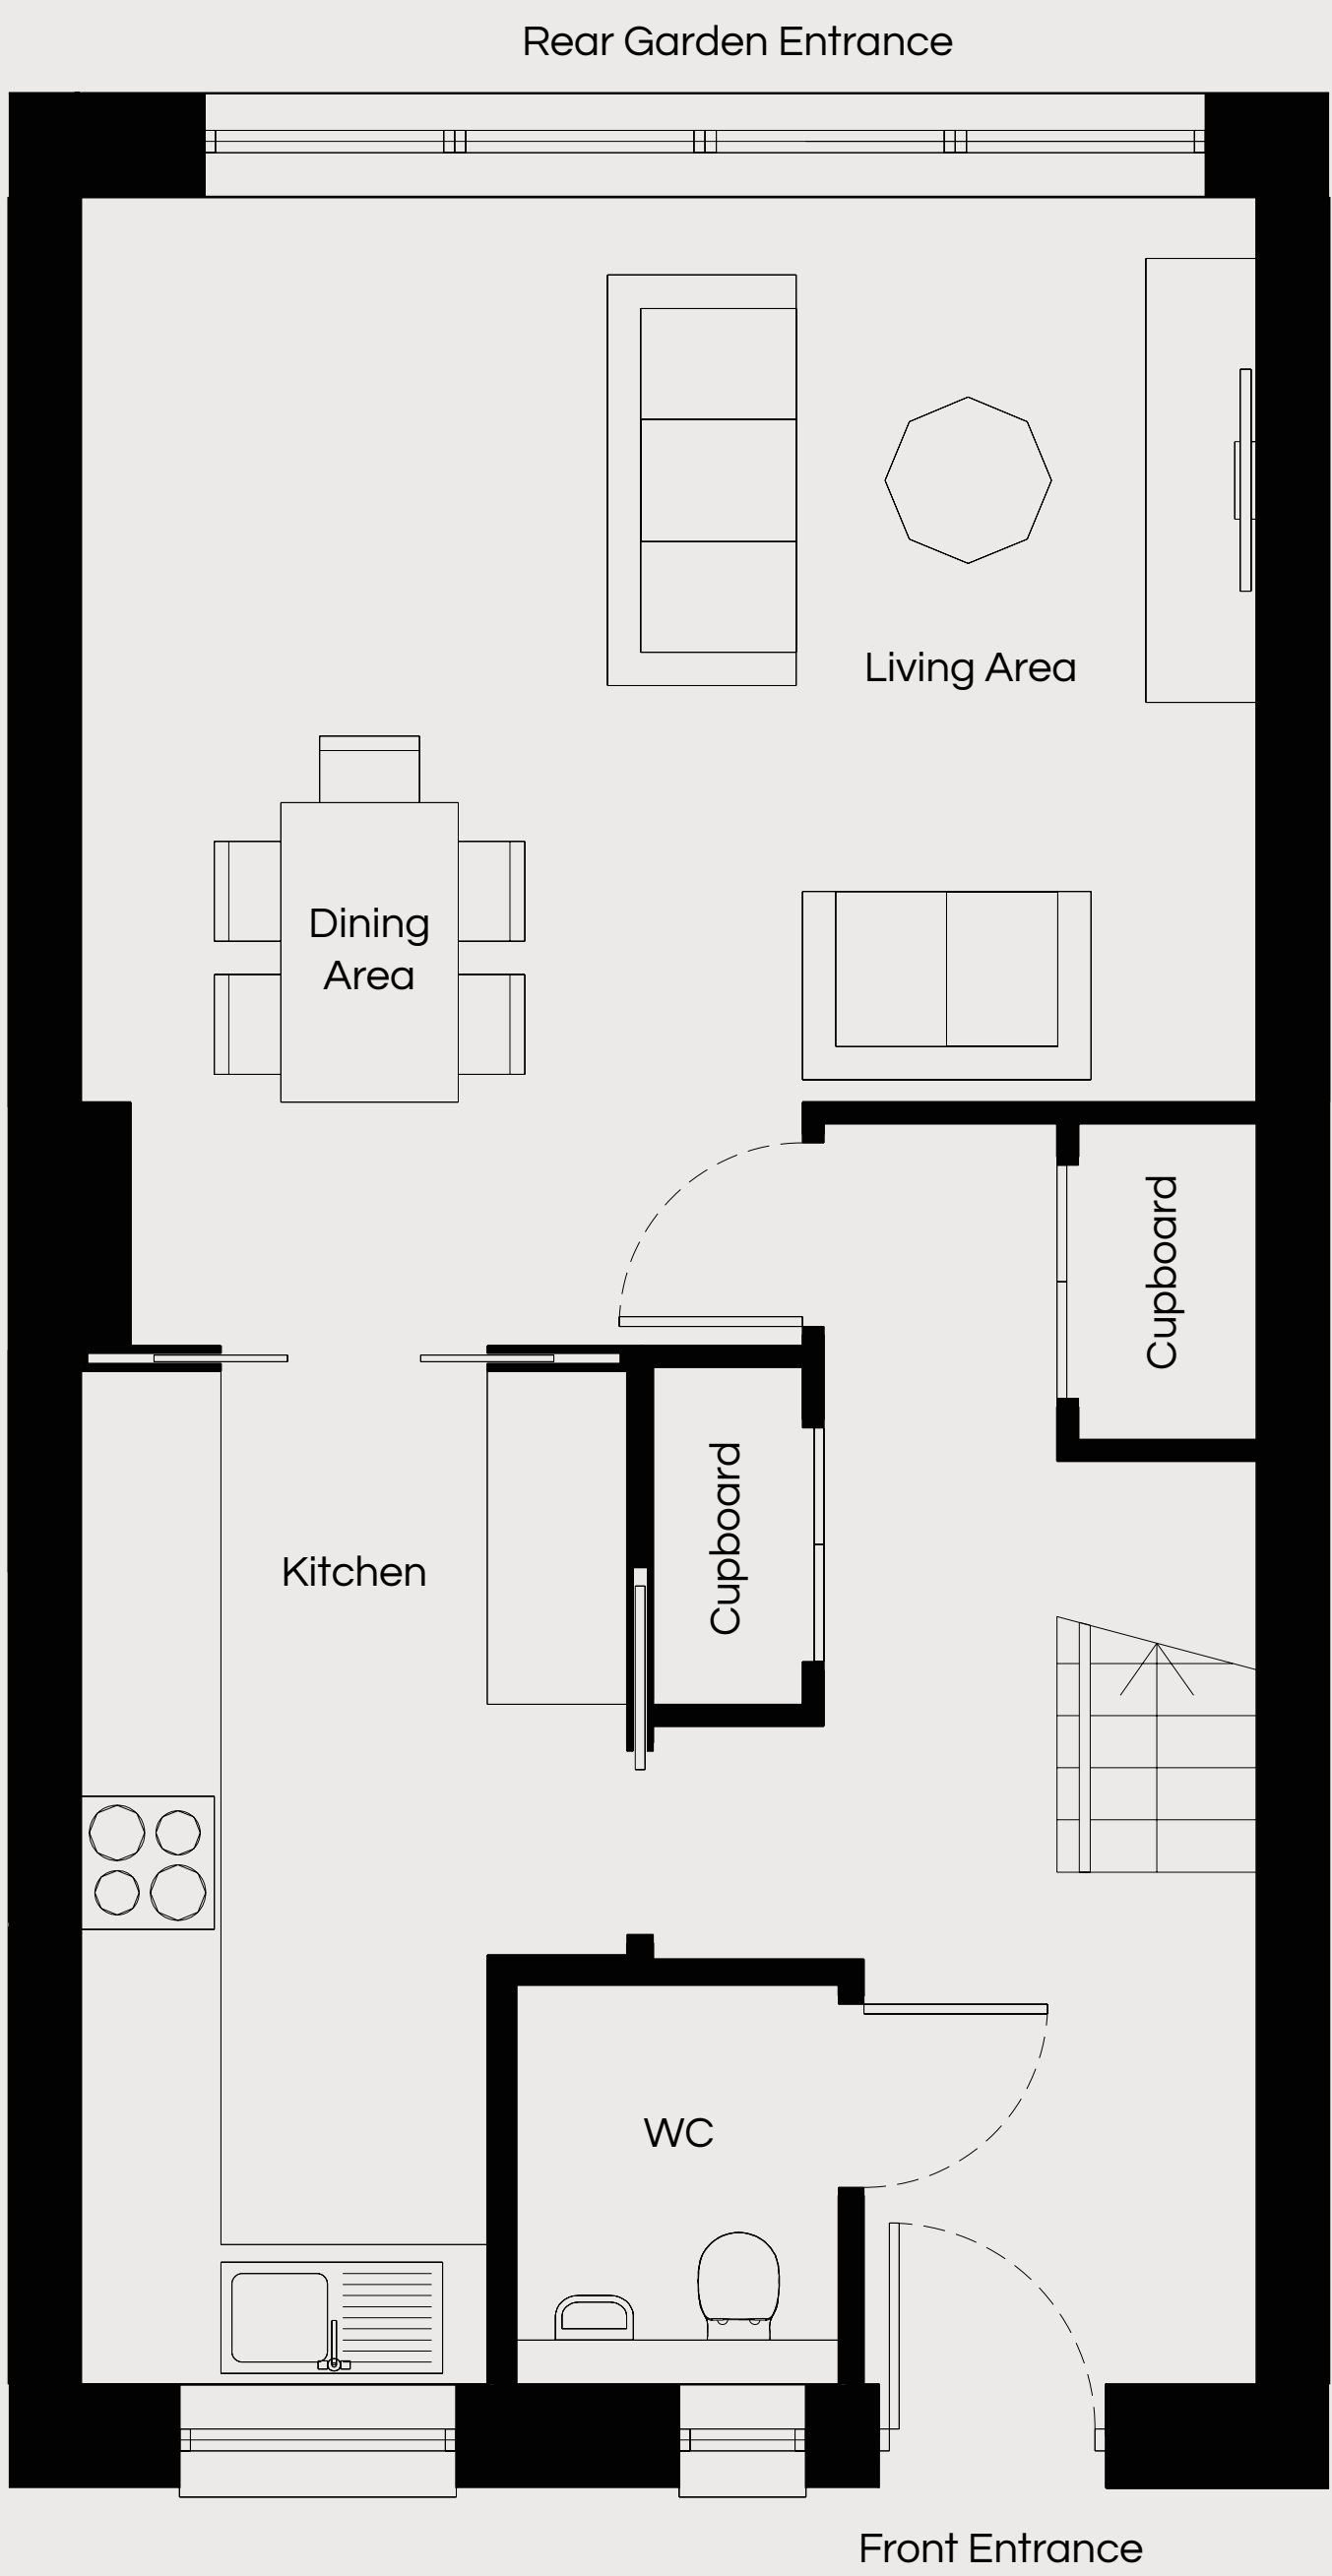 Rear Garden Entrance
Living Area
Dining
Area
Cupboard
Cupboard
Kitchen
WC
Front Entrance